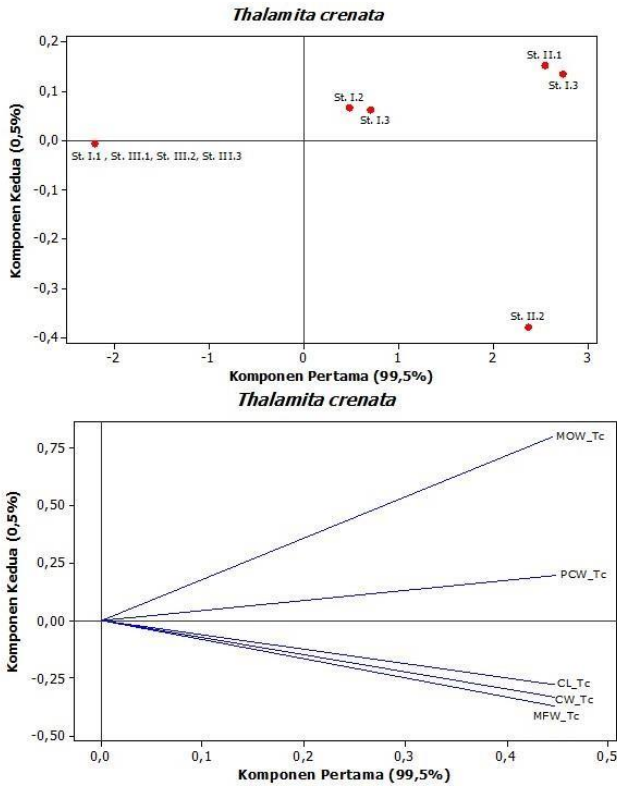 Thalamita crenata
0,2
0,1
0,0
-0,1
-0,2
-0,3
-0,4
Komponen Kedua (0,5%)
St. II.1
St. I.3
St. I.2
St. I.3
St. I.1 , St. III.1, St. III.2, St. III.3
St. II.2
-2 -1 0 1 2 3
Komponen Pertama (99,5%)
Thalamita crenata
0,75
0,50
0,25
0,00
-0,25
-0,50
Komponen Kedua (0,5%)
MOW_Tc
PCW_Tc
CL_Tc
CW_Tc
MFW_Tc
0,0 0,1 0,2 0,3 0,4 0,5
Komponen Pertama (99,5%)